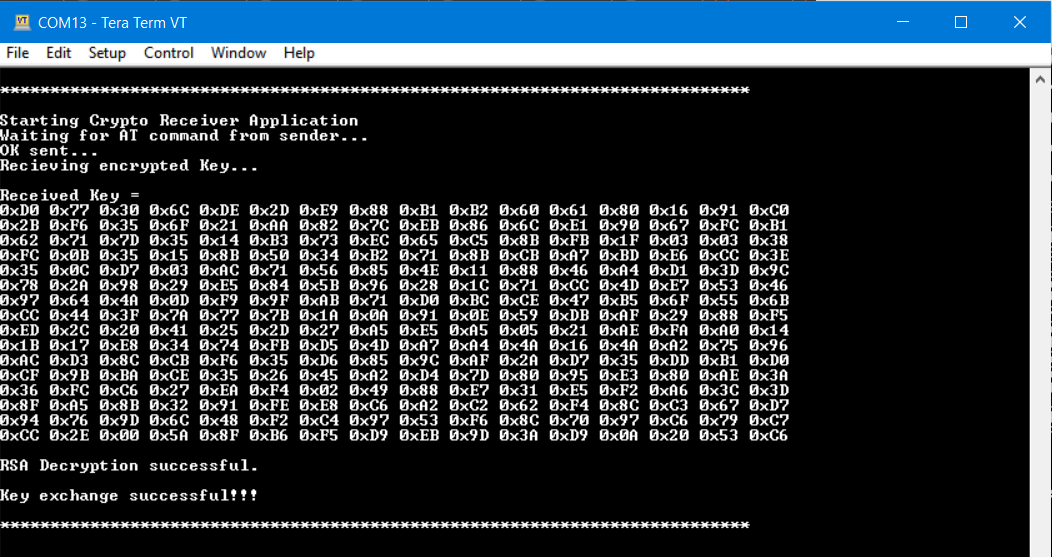 COM13 - Tera Term VT
File Edit Setup Control Window Help
***************************************************************************
Starting Crypto Receiver Application
Waiting for AT command from sender...
OK sent...
Recieving encrypted Key...
Received Key =
0xD0 0x77 0x30 0x6C 0xDE 0x2D 0xE9 0x88 0xB1 0xB2 0x60 0x61 0x80 0x16 0x91 0xC0
0x2B 0xF6 0x35 0x6F 0x21 0xAA 0x82 0x7C 0xEB 0x86 0x6C 0xE1 0x90 0x67 0xFC 0xB1
0x62 0x71 0x7D 0x35 0x14 0xB3 0x73 0xEC 0x65 0xC5 0x8B 0xFB 0x1F 0x03 0x03 0x38
0xFC 0x0B 0x35 0x15 0x8B 0x50 0x34 0xB2 0x71 0x8B 0xCB 0xA7 0xBD 0xE6 0xCC 0x3E
0x35 0x0C 0xD7 0x03 0xAC 0x71 0x56 0x85 0x4E 0x11 0x88 0x46 0xA4 0xD1 0x3D 0x9C
0x78 0x2A 0x98 0x29 0xE5 0x84 0x5B 0x96 0x28 0x1C 0x71 0xCC 0x4D 0xE7 0x53 0x46
0x97 0x64 0x4A 0x0D 0xF9 0x9F 0xAB 0x71 0xD0 0xBC 0xCE 0x47 0xB5 0x6F 0x55 0x6B
0xCC 0x44 0x3F 0x7A 0x77 0x7B 0x1A 0x0A 0x91 0x0E 0x59 0xDB 0xAF 0x29 0x88 0xF5
0xED 0x2C 0x20 0x41 0x25 0x2D 0x27 0xA5 0xE5 0xA5 0x05 0x21 0xAE 0xFA 0xA0 0x14
0x1B 0x17 0xE8 0x34 0x74 0xFB 0xD5 0x4D 0xA7 0xA4 0x4A 0x16 0x4A 0xA2 0x75 0x96
0xAC 0xD3 0x8C 0xCB 0xF6 0x35 0xD6 0x85 0x9C 0xAF 0x2A 0xD7 0x35 0xDD 0xB1 0xD0
0xCF 0x9B 0xBA 0xCE 0x35 0x26 0x45 0xA2 0xD4 0x7D 0x80 0x95 0xE3 0x80 0xAE 0x3A
0x36 0xFC 0xC6 0x27 0xEA 0xF4 0x02 0x49 0x88 0xE7 0x31 0xE5 0xF2 0xA6 0x3C 0x3D
0x8F 0xA5 0x8B 0x32 0x91 0xFE 0xE8 0xC6 0xA2 0xC2 0x62 0xF4 0x8C 0xC3 0x67 0xD7
0x94 0x76 0x9D 0x6C 0x48 0xF2 0xC4 0x97 0x53 0xF6 0x8C 0x70 0x97 0xC6 0x79 0xC7
0xCC 0x2E 0x00 0x5A 0x8F 0xB6 0xF5 0xD9 0xEB 0x9D 0x3A 0xD9 0x0A 0x20 0x53 0xC6
RSA Decryption successful.
Key exchange successful!!!
***************************************************************************